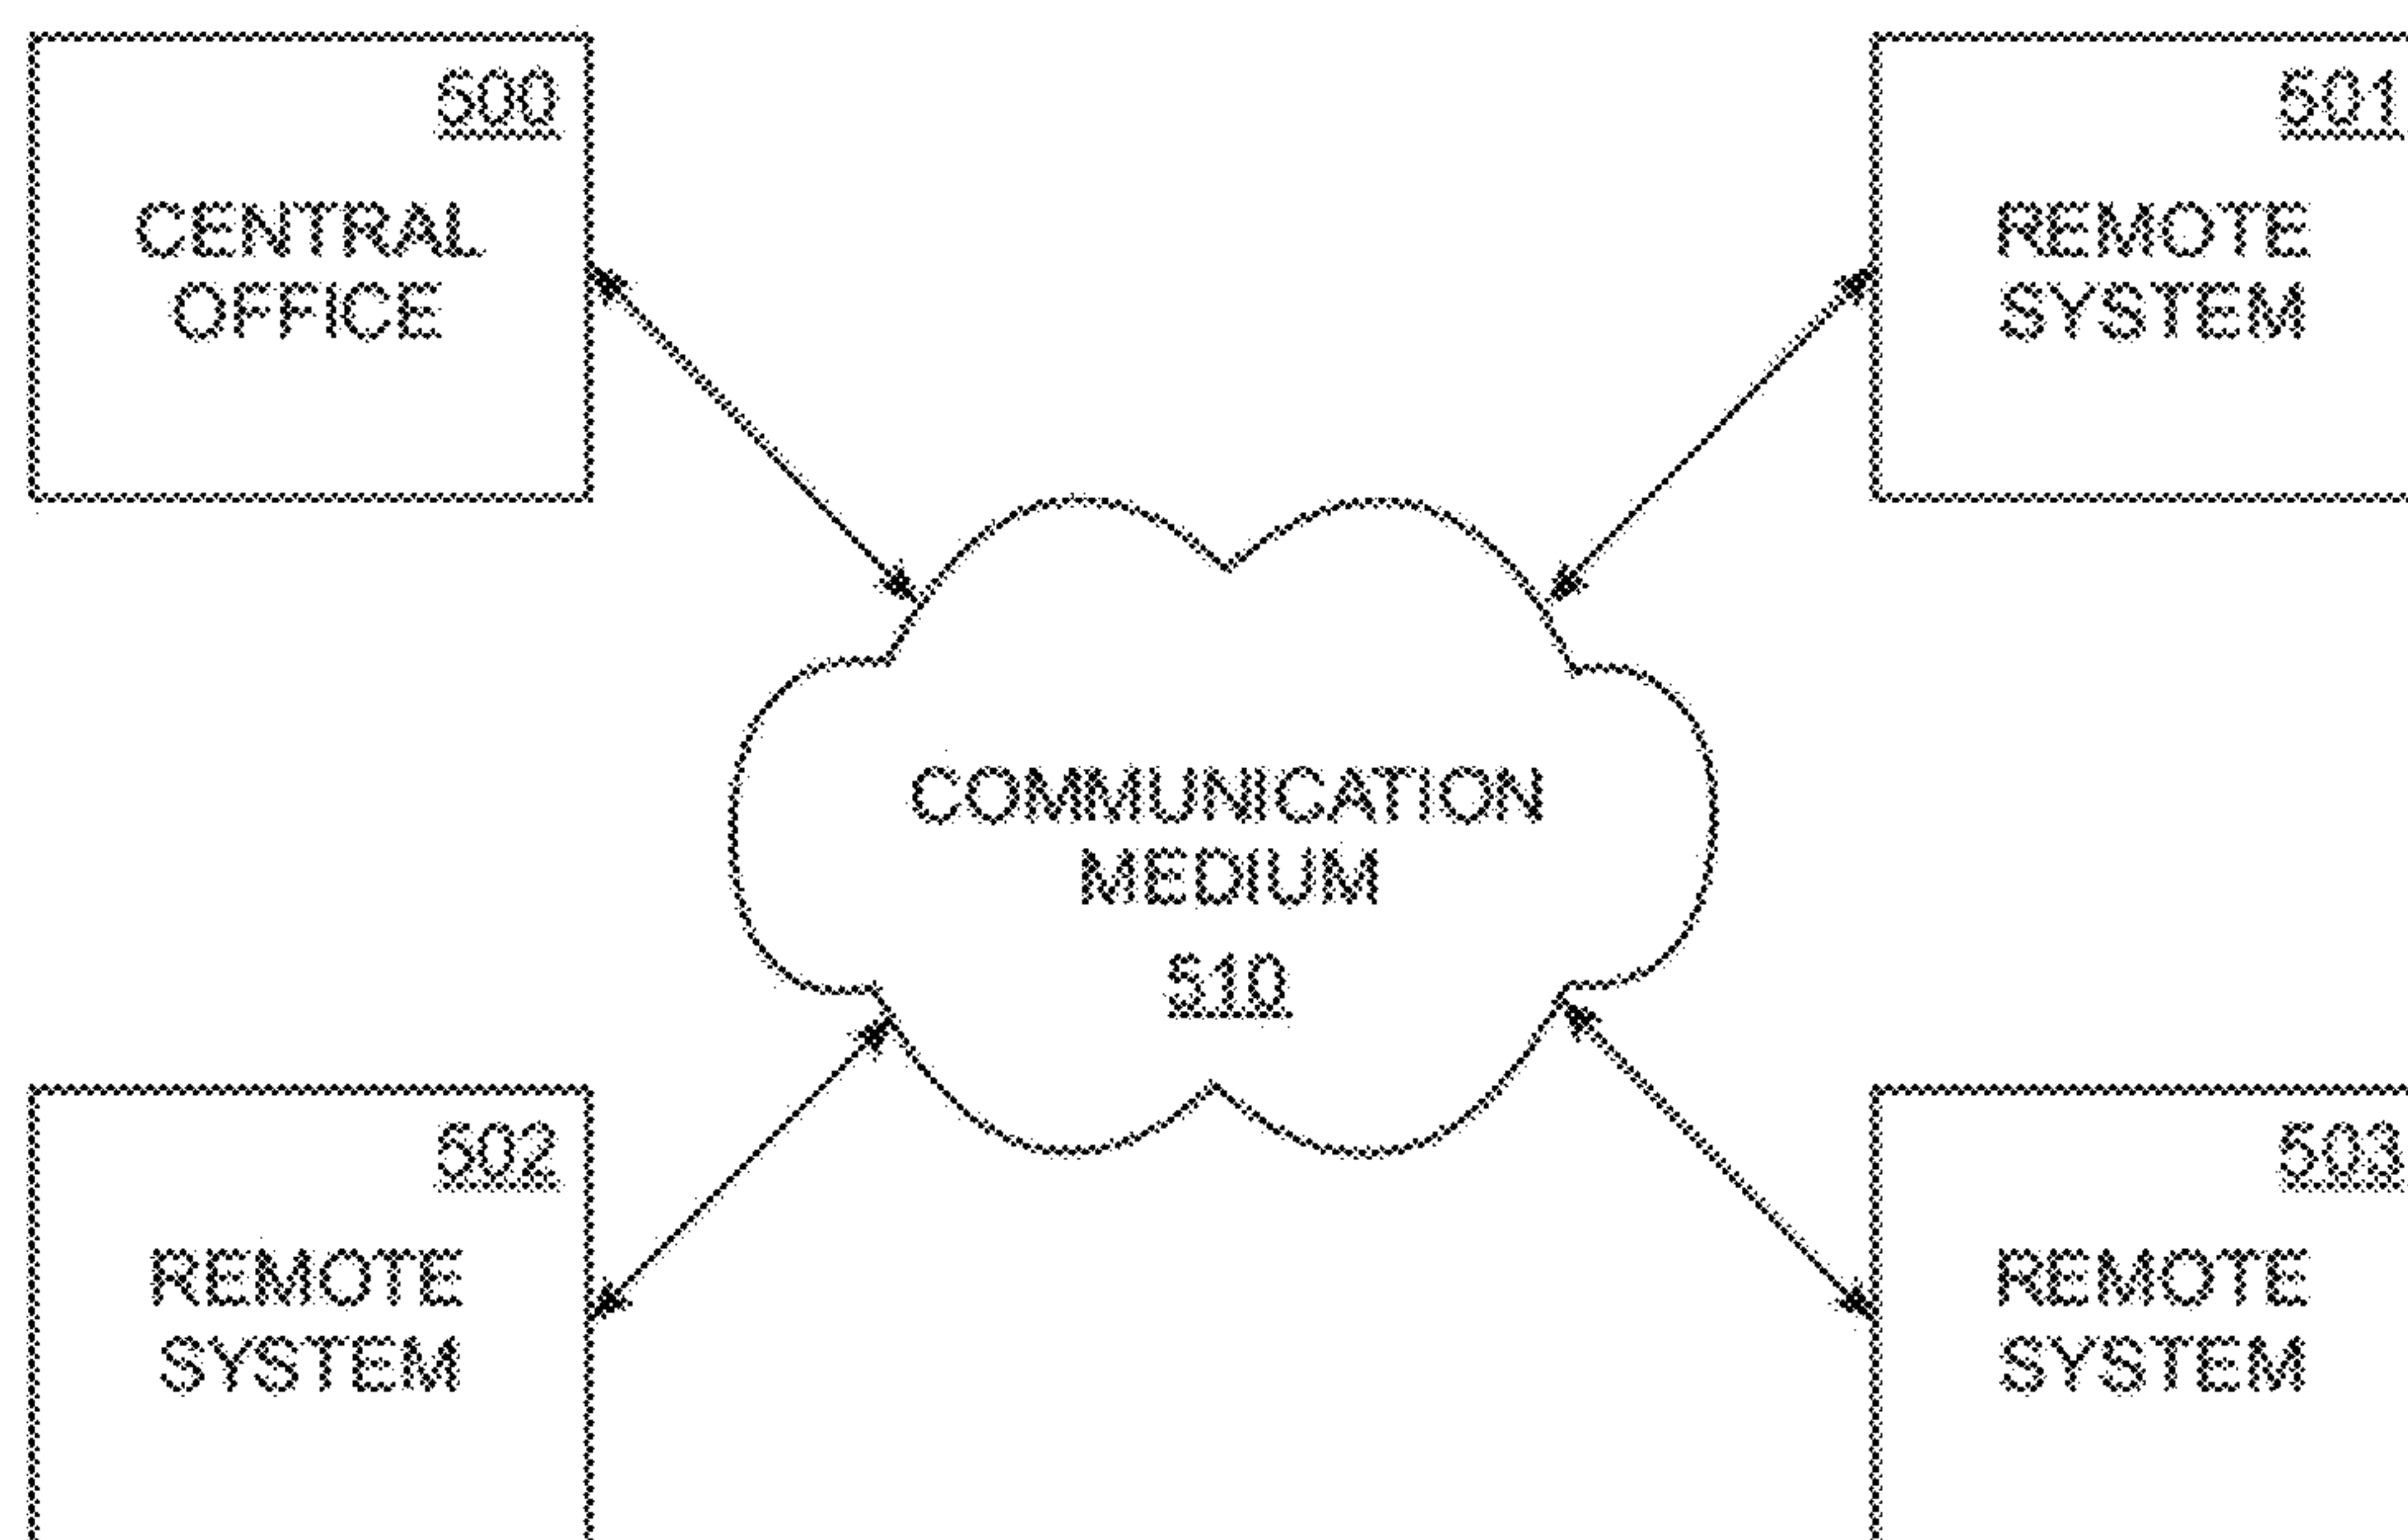 500
CENTRAL
OFFICE
501
REMOTE
SYSTEM
COMMUNICATION
MEDIUM
510
502
REMOTE
SYSTEM
503
REMOTE
SYSTEM